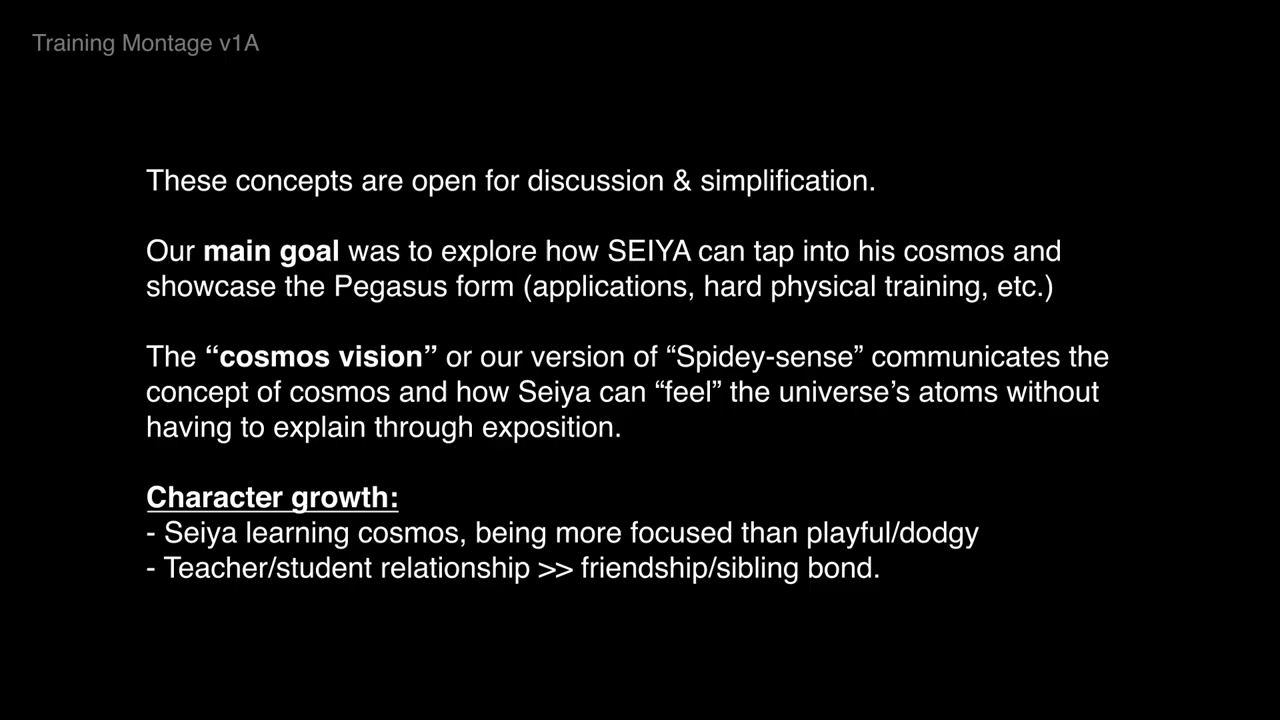 Training Montage v1A
These concepts are open for discussion & simplification.
Our main goal was to explore how SEIYA can tap into his cosmos and
showcase the Pegasus form (applications, hard physical training, etc.)
The “cosmos vision” or our version of “Spidey-sense” communicates the
concept of cosmos and how Seiya can “feel” the universe’s atoms without
having to explain through exposition.
Character growth:
- Seiya learning cosmos, being more focused than playful/dodgy
- Teacher/student relationship >> friendship/sibling bond.